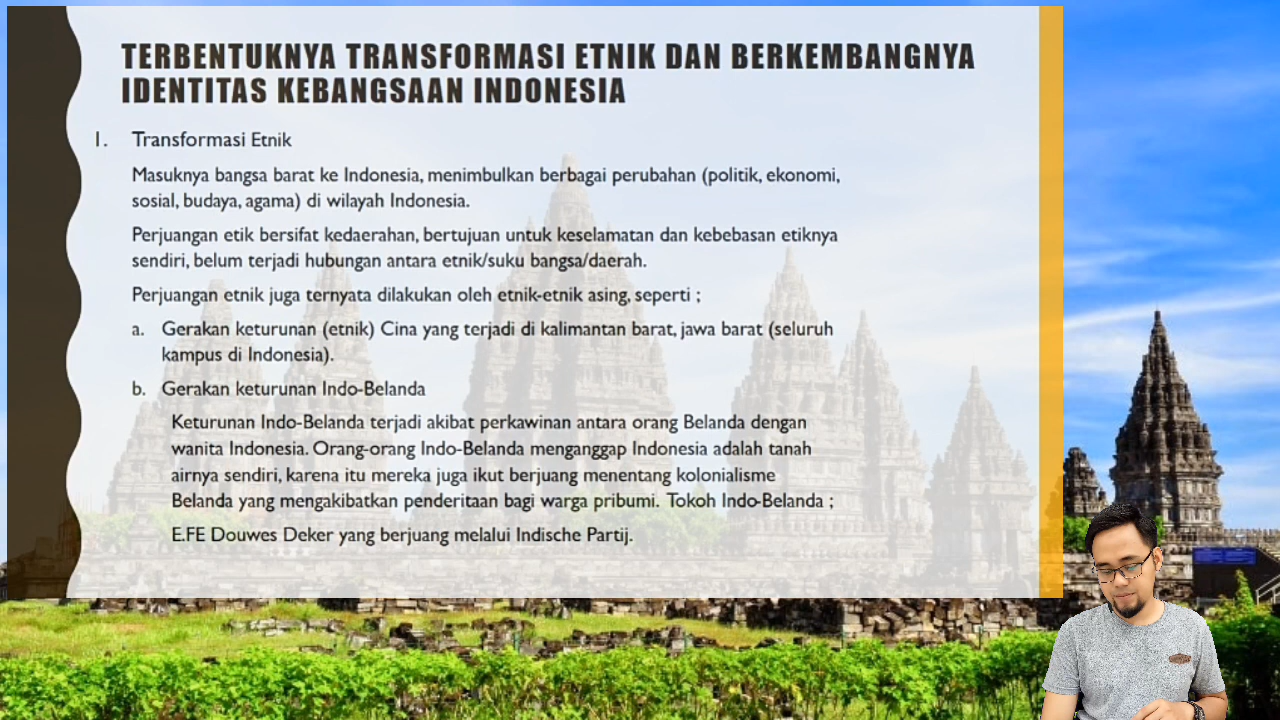 TERBENTUKNYA TRANSFORMASI ETNIK DAN BERKEMBANGNYA
IDENTITAS KEBANGSAAN INDONESIA
1. Transformasi Etnik
Masuknya bangsa barat ke Indonesia, menimbulkan berbagai perubahan (politik, ekonomi,
sosial, budaya, agama) di wilayah Indonesia.
Perjuangan etik bersifat kedaerahan, bertujuan untuk keselamatan dan kebebasan etiknya
sendiri, belum terjadi hubungan antara etnik/suku bangsa/daerah.
Perjuangan etnik juga ternyata dilakukan oleh etnik-etnik asing, seperti ;
a. Gerakan keturunan (etnik) Cina yang terjadi di kalimantan barat, jawa barat (seluruh
kampus di Indonesia).
b. Gerakan keturunan Indo-Belanda
Keturunan Indo-Belanda terjadi akibat perkawinan antara orang Belanda dengan
wanita Indonesia. Orang-orang Indo-Belanda menganggap Indonesia adalah tanah
airnya sendiri, karena itu mereka juga ikut berjuang menentang kolonialisme
Belanda yang mengakibatkan penderitaan bagi warga pribumi. Tokoh Indo-Belanda ;
E.FE Douwes Deker yang berjuang melalui Indische Partij.